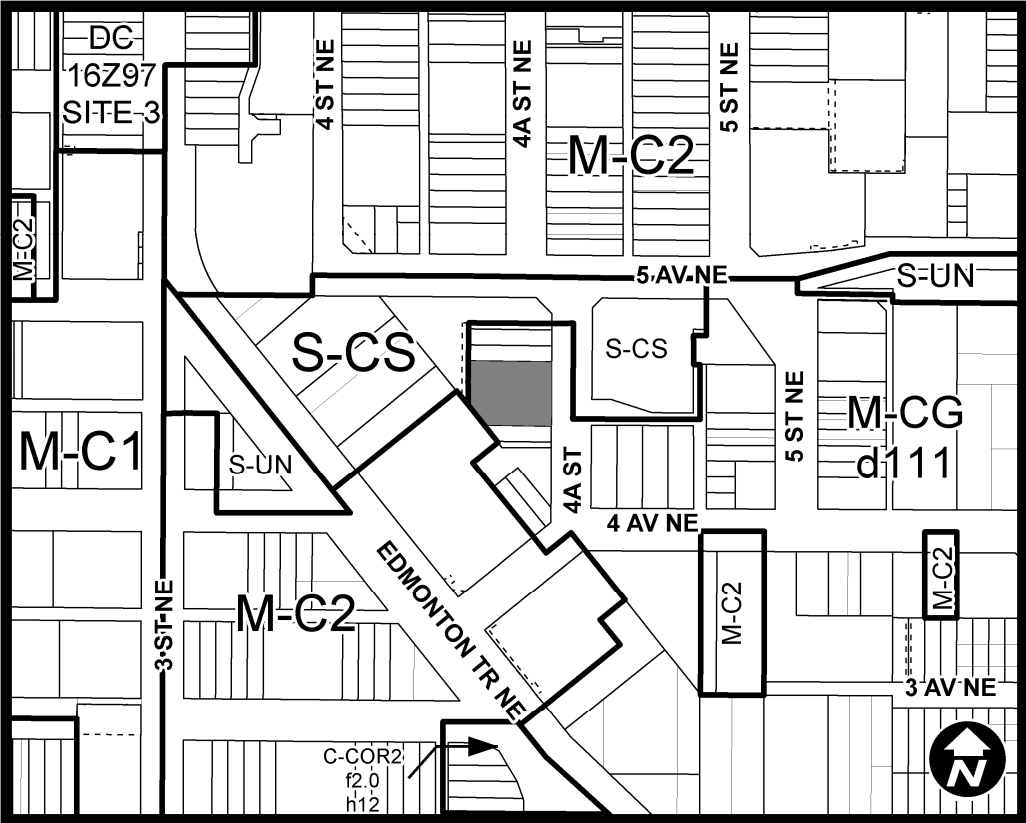 DC
16Z97
SITE 3
4 ST NE
4A ST NE
5 ST NE
M-C2
M-C2
5 AV NE
S-UN
S-CS
S-CS
M-C1
S-UN
4A ST
5 ST NE
M-CG
d111
4 AV NE
EDMONTON TR NE
3 ST NE
M-C2
M-C2
M-C2
3 AV NE
C-COR2
f2.0
h12
N